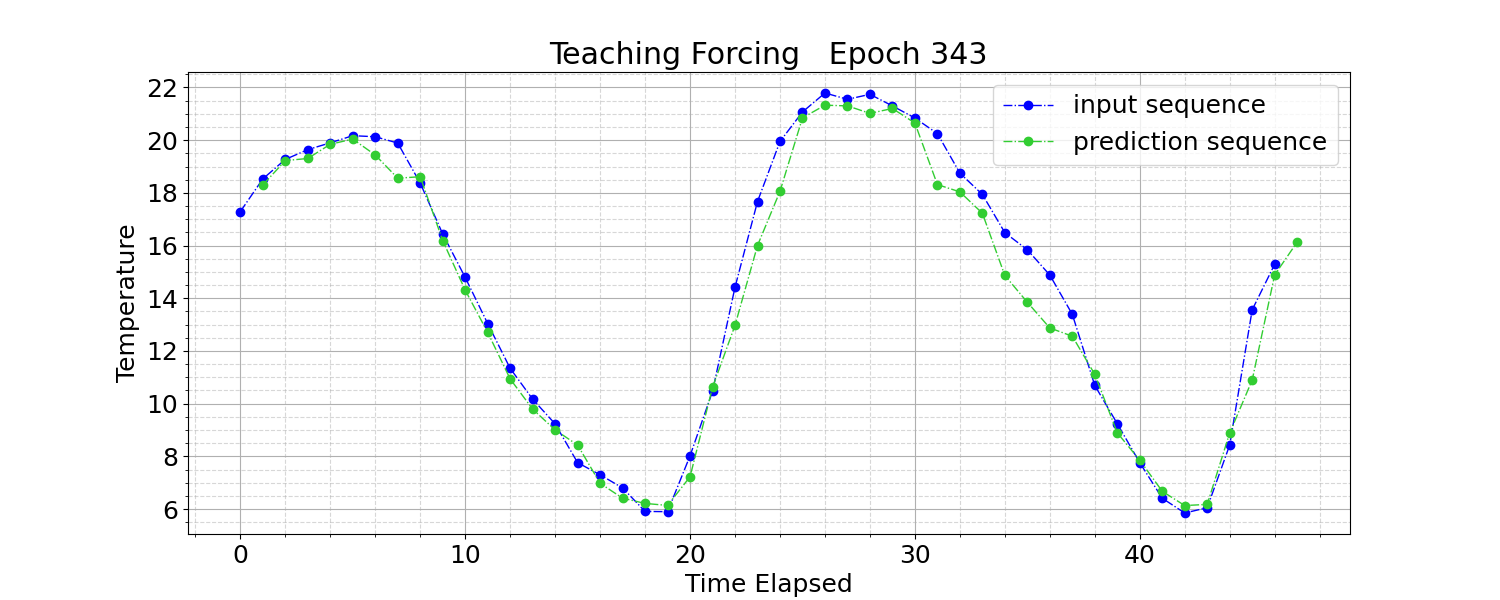 Teaching Forcing   Epoch 343
22
20
18
16
14
12
10
8
6
Temperature
input sequence
prediction sequence
0 10 20 30 40
Time Elapsed